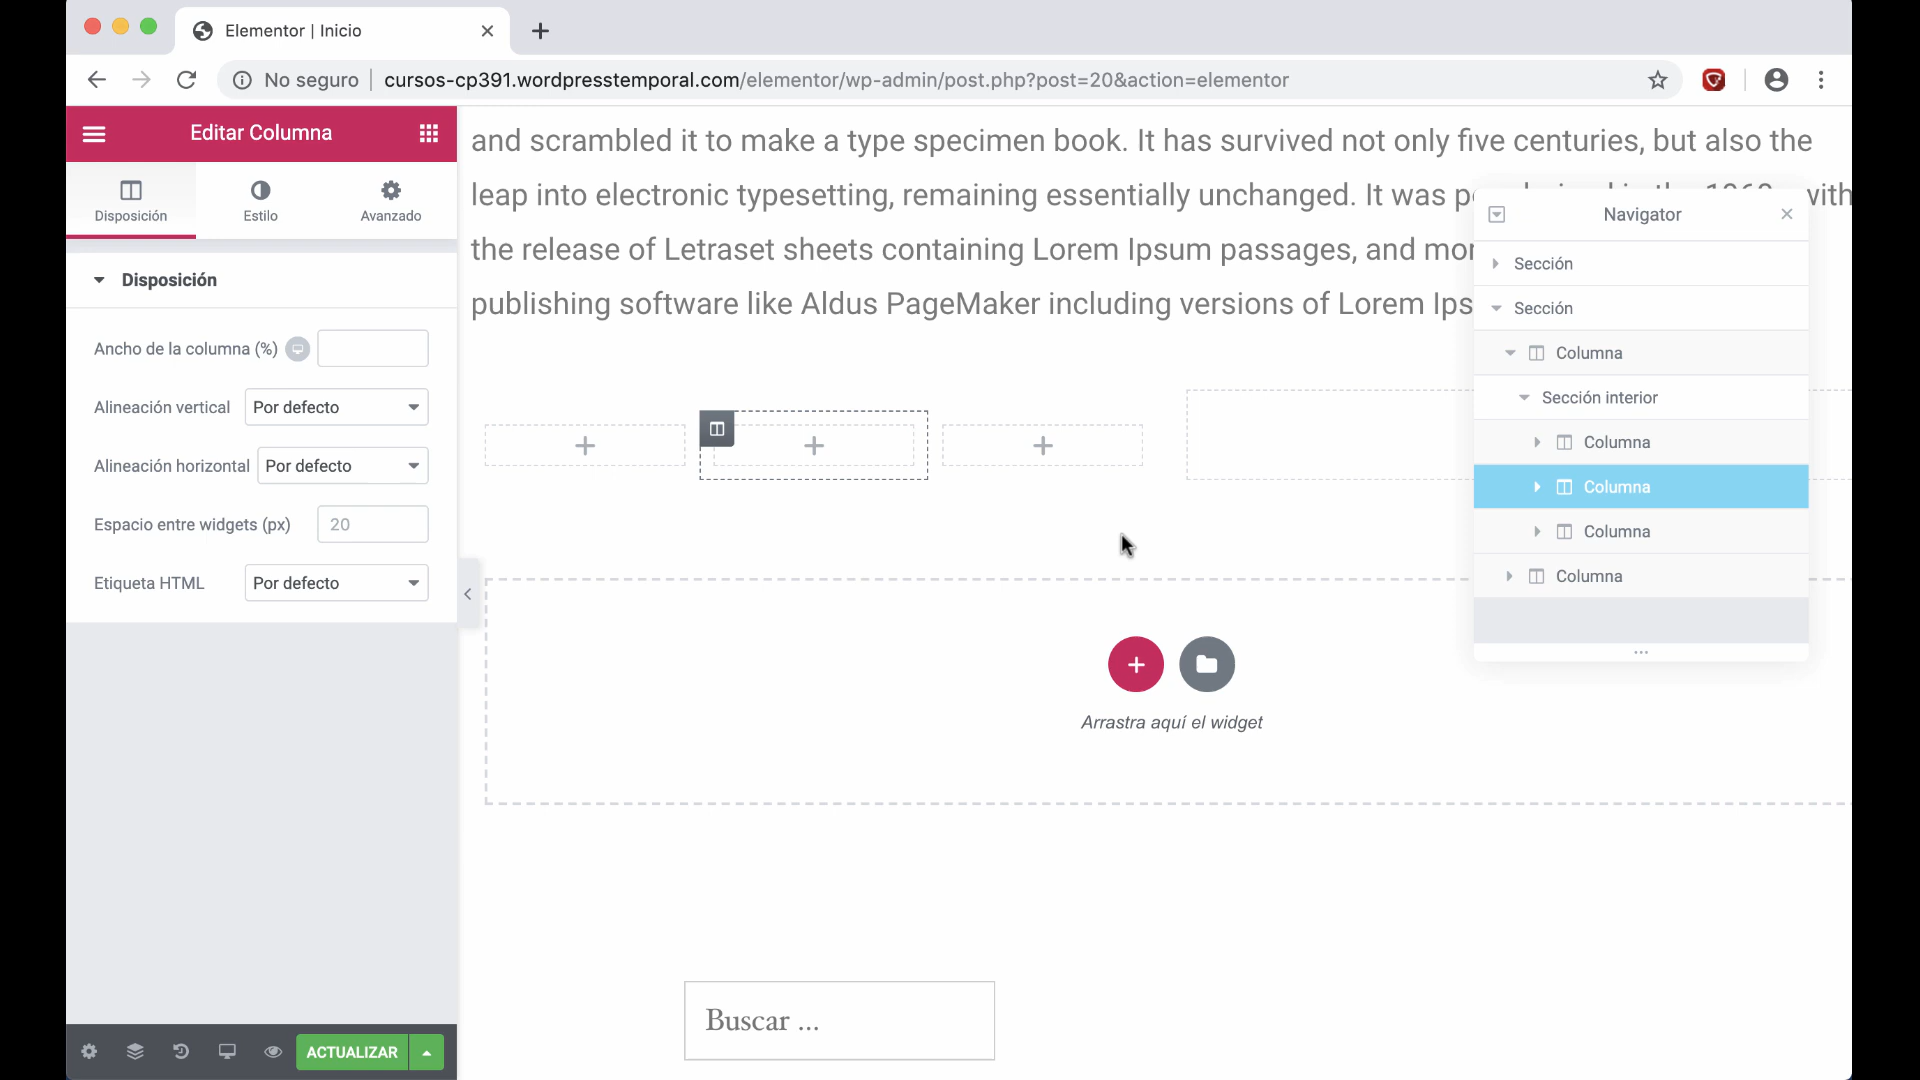 Elementor | Inicio
No seguro
cursos-cp391.wordpresstemporal.com/elementor/wp-admin/post.php?post=20&action=elementor
Editar Columna
Disposición
Estilo
Avanzado
Disposición
Ancho de la columna (%)
Alineación vertical
Por defecto
Alineación horizontal
Por defecto
Espacio entre widgets (px)
20
Etiqueta HTML
Por defecto
ACTUALIZAR
and scrambled it to make a type specimen book. It has survived not only five centuries, but also the
leap into electronic typesetting, remaining essentially unchanged. It was with
the release of Letraset sheets containing Lorem Ipsum passages, and
publishing software like Aldus PageMaker including versions of Lorem
Arrastra aquí el widget
Buscar ...
Navigator
Sección
Sección
Columna
Sección interior
Columna
Columna
Columna
Columna